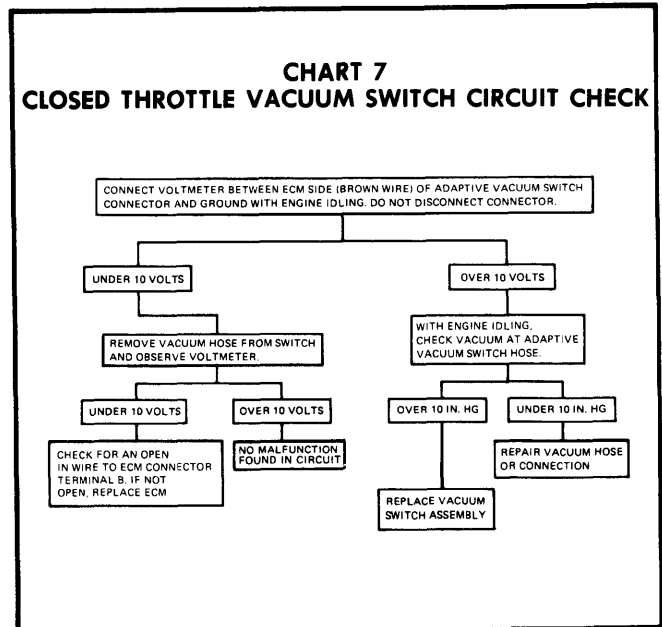 CHART 7
CLOSED THROTTLE VACUUM SWITCH CIRCUIT CHECK
CONNECT VOLTMETER BETWEEN ECM SIDE (BROWN WIRE) OF ADAPTIVE VACUUM SWITCH
CONNECTOR AND GROUND WITH ENGINE IDLING. DO NOT DISCONNECT CONNECTOR.
UNDER 10 VOLTS
OVER 10 VOLTS
REMOVE VACUUM HOSE FROM SWITCH
AND OBSERVE VOLTMETER.
WITH ENGINE IDLING,
CHECK VACUUM AT ADAPTIVE
VACUUM SWITCH HOSE.
UNDER 10 VOLTS
OVER 10 VOLTS
OVER 10 IN. HG
UNDER 10 IN. HG
CHECK FOR AN OPEN
IN WIRE TO ECM CONNECTOR
TERMINAL B. IF NOT
OPEN, REPLACE ECM
NO MALFUNCTION
FOUND IN CIRCUIT
REPAIR VACUUM HOSE
OR CONNECTION
REPLACE VACUUM
SWITCH ASSEMBLY